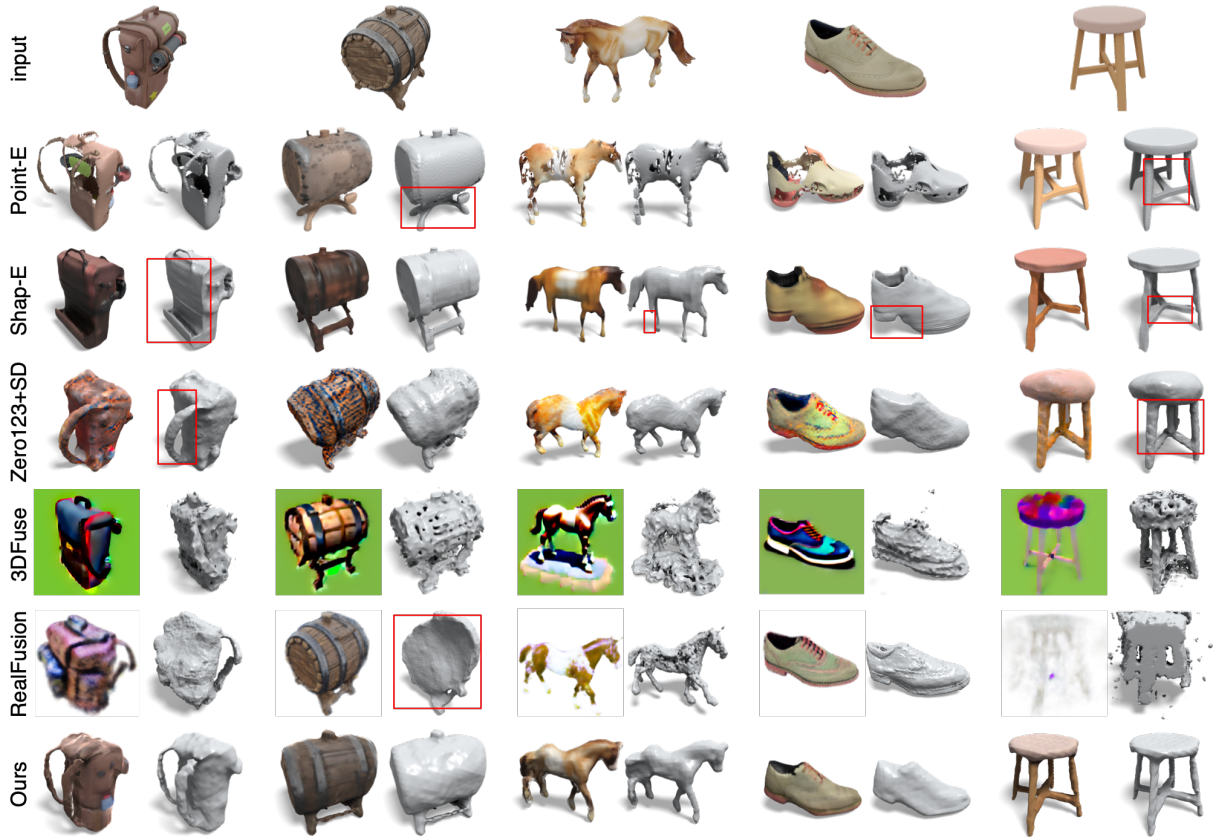 input
Point-E
Shap-E
Zero123+SD
3DFuse
RealFusion
Ours